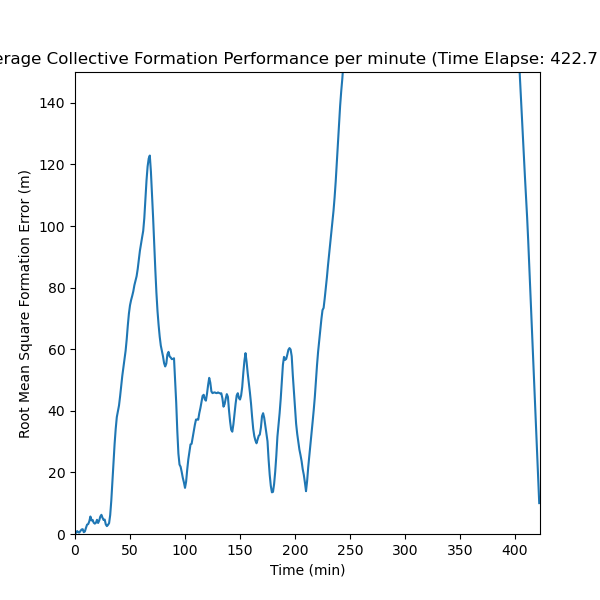 erage Collective Formation Performance per minute (Time Elapse: 422.7
Root Mean Square Formation Error (m)
140
120
100
80
60
40
20
0
0 50 100 150 200 250 300 350 400
Time (min)